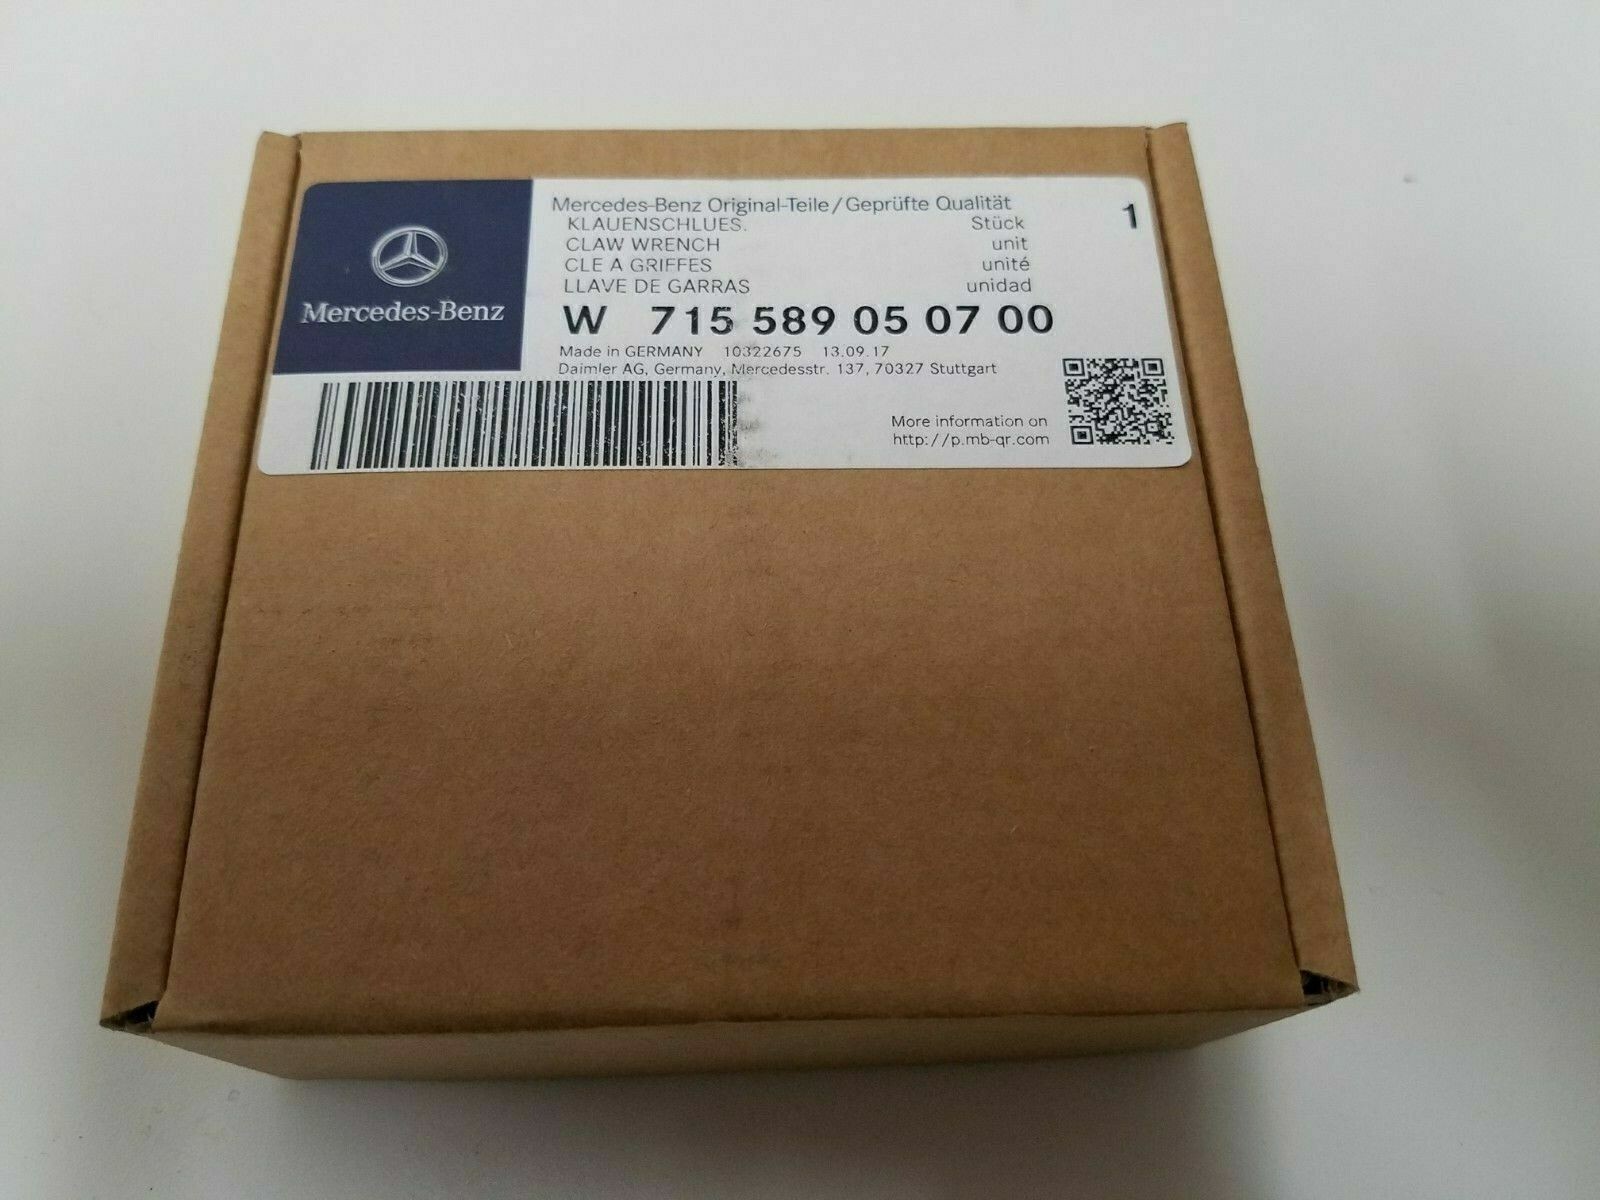 Mercedes-Benz
Mercedes-Benz Original-Teile/Geprüfte Qualität
KLAUENSCHLUES. Stück 1
CLAW WRENCH unit
CLE A GRIFFES unité
LLAVE DE GARRAS unidad
W 715 589 05 07 00
Made in GERMANY 10322675 13.09.17
Daimler AG, Germany, Mercedesstr. 137, 70327 Stuttgart
More information on
http://p.mb-qr.com